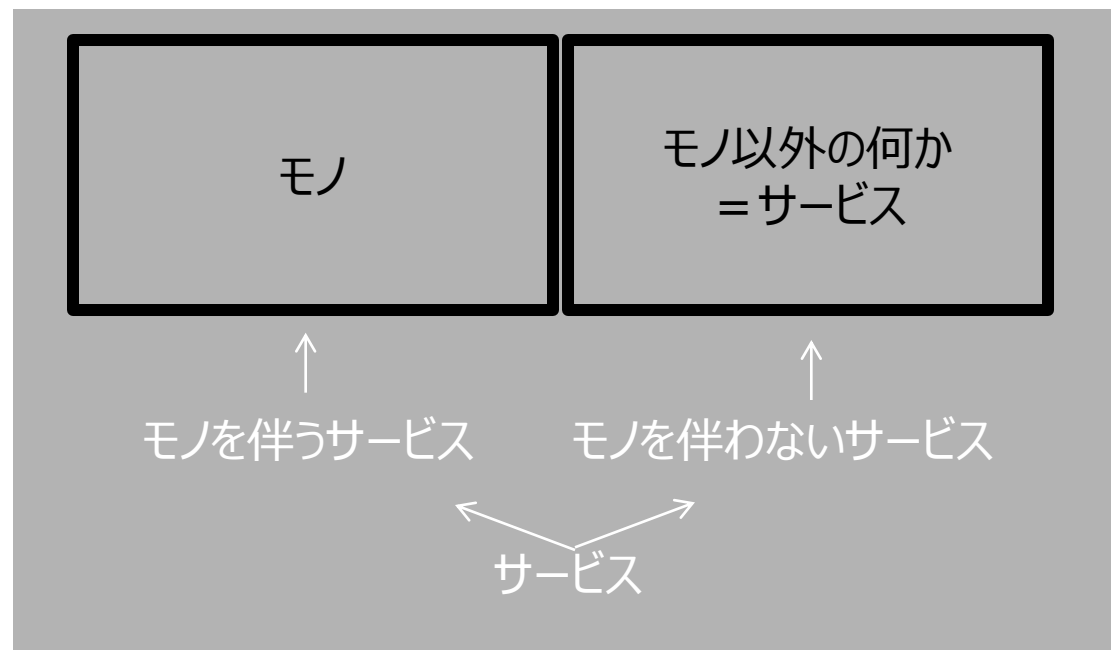 モノ
モノ以外の何か
=サービス
モノを伴うサービス
モノを伴わないサービス
サービス